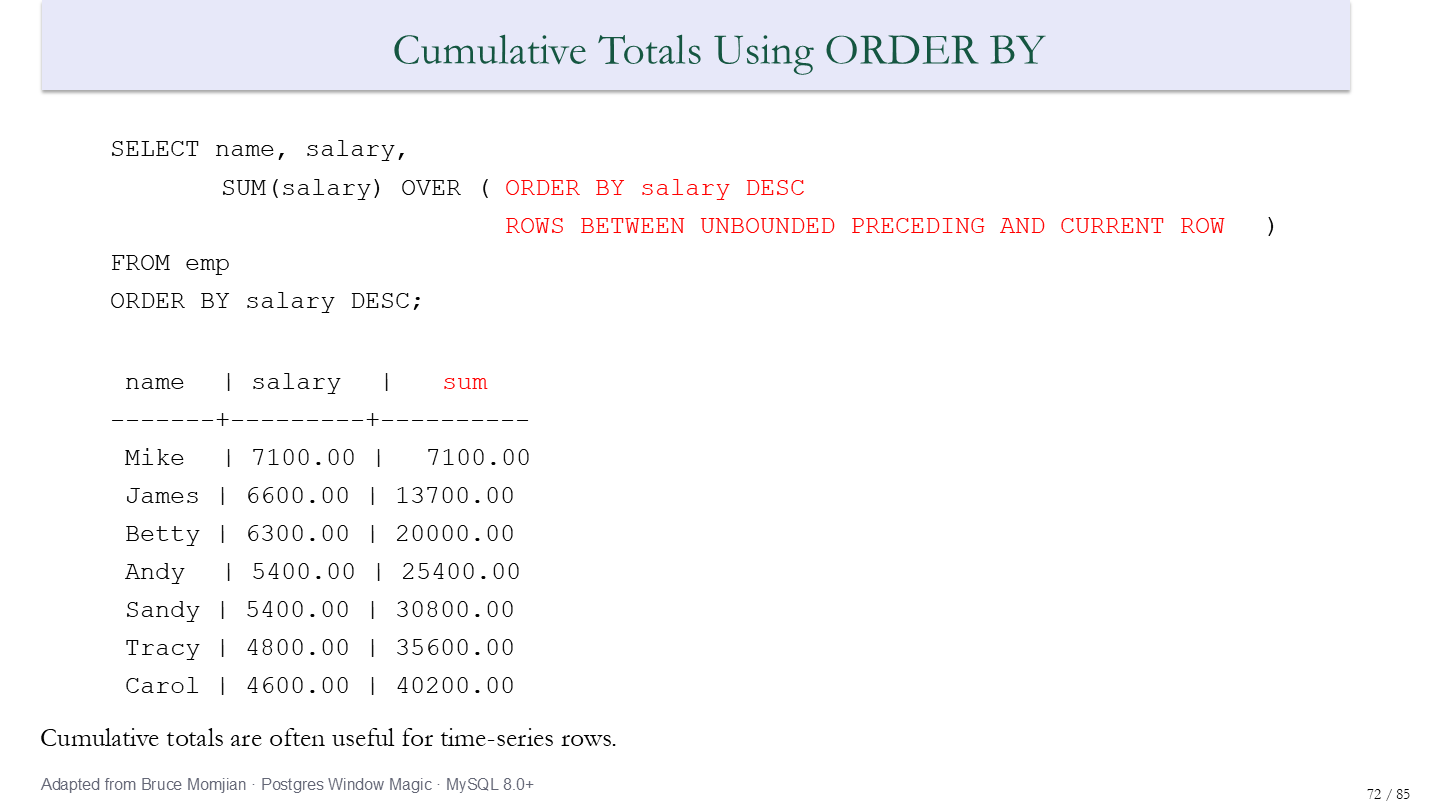 Cumulative Totals Using ORDER BY
SELECT name, salary,
SUM(salary) OVER ( ORDER BY salary DESC
ROWS BETWEEN UNBOUNDED PRECEDING AND CURRENT ROW )
FROM emp
ORDER BY salary DESC;
name | salary | sum
-------+---------+----------
Mike | 7100.00 | 7100.00
James | 6600.00 | 13700.00
Betty | 6300.00 | 20000.00
Andy | 5400.00 | 25400.00
Sandy | 5400.00 | 30800.00
Tracy | 4800.00 | 35600.00
Carol | 4600.00 | 40200.00
Cumulative totals are often useful for time-series rows.
Adapted from Bruce Momjian · Postgres Window Magic · MySQL 8.0+
72 / 85